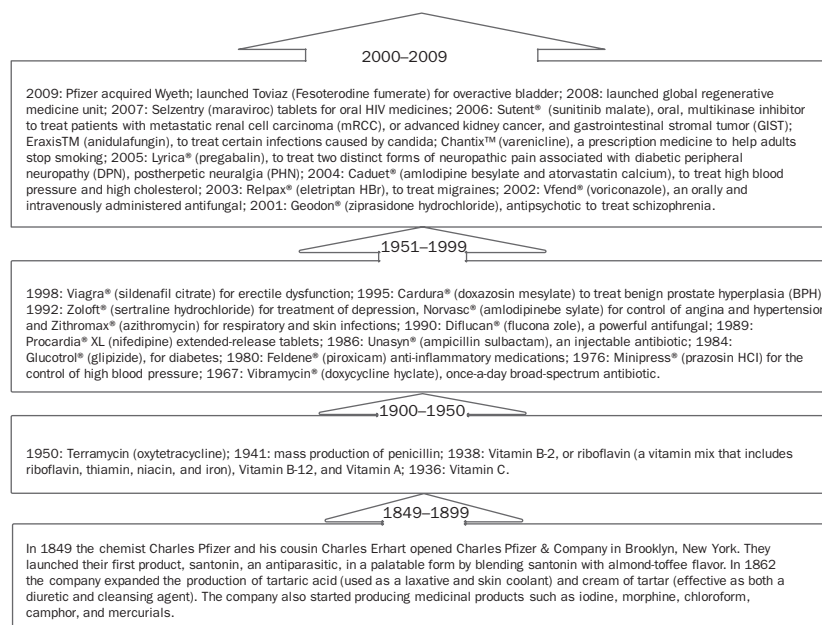 2000–2009
2009: Pfizer acquired Wyeth; launched Toviaz (Fesoterodine fumerate) for overactive bladder; 2008: launched global regenerative
medicine unit; 2007: Selzentry (maraviroc) tablets for oral HIV medicines; 2006: Sutent® (sunitinib malate), oral, multikinase inhibitor
to treat patients with metastatic renal cell carcinoma (mRCC), or advanced kidney cancer, and gastrointestinal stromal tumor (GIST);
EraxisTM (anidulafungin), to treat certain infections caused by candida; Chantix™ (varenicline), a prescription medicine to help adults
stop smoking; 2005: Lyrica® (pregabalin), to treat two distinct forms of neuropathic pain associated with diabetic peripheral
neuropathy (DPN), postherpetic neuralgia (PHN); 2004: Caduet® (amlodipine besylate and atorvastatin calcium), to treat high blood
pressure and high cholesterol; 2003: Relpax® (eletriptan HBr), to treat migraines; 2002: Vfend® (voriconazole), an orally and
intravenously administered antifungal; 2001: Geodon® (ziprasidone hydrochloride), antipsychotic to treat schizophrenia.
1951–1999
1998: Viagra® (sildenafil citrate) for erectile dysfunction; 1995: Cardura® (doxazosin mesylate) to treat benign prostate hyperplasia (BPH)
1992: Zoloft® (sertraline hydrochloride) for treatment of depression, Norvasc® (amlodipinebe sylate) for control of angina and hypertension
and Zithromax® (azithromycin) for respiratory and skin infections; 1990: Diflucan® (flucona zole), a powerful antifungal; 1989:
Procardia® XL (nifedipine) extended-release tablets; 1986: Unasyn® (ampicillin sulbactam), an injectable antibiotic; 1984:
Glucotrol® (glipizide), for diabetes; 1980: Feldene® (piroxicam) anti-inflammatory medications; 1976: Minipress® (prazosin HCl) for the
control of high blood pressure; 1967: Vibramycin® (doxycycline hyclate), once-a-day broad-spectrum antibiotic.
1900–1950
1950: Terramycin (oxytetracycline); 1941: mass production of penicillin; 1938: Vitamin B-2, or riboflavin (a vitamin mix that includes
riboflavin, thiamin, niacin, and iron), Vitamin B-12, and Vitamin A; 1936: Vitamin C.
1849–1899
In 1849 the chemist Charles Pfizer and his cousin Charles Erhart opened Charles Pfizer & Company in Brooklyn, New York. They
launched their first product, santonin, an antiparasitic, in a palatable form by blending santonin with almond-toffee flavor. In 1862
the company expanded the production of tartaric acid (used as a laxative and skin coolant) and cream of tartar (effective as both a
diuretic and cleansing agent). The company also started producing medicinal products such as iodine, morphine, chloroform,
camphor, and mercurials.